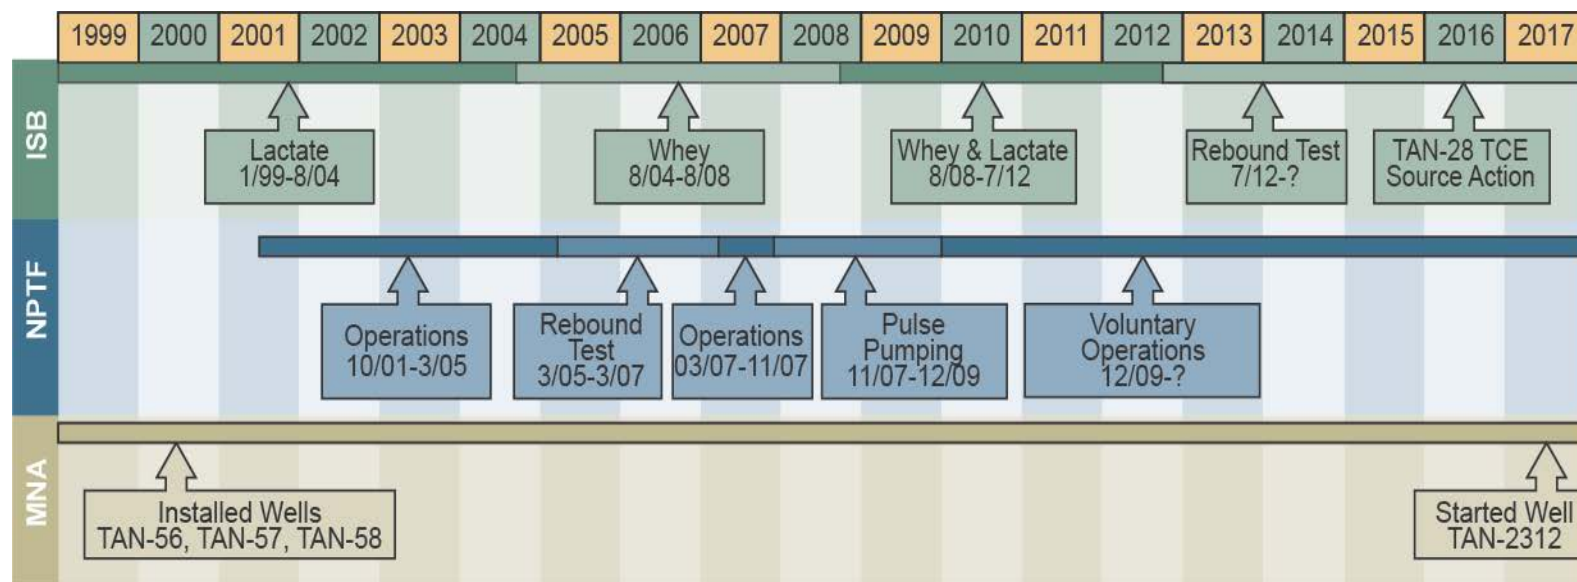 1999 2000 2001 2002 2003 2004 2005 2006 2007 2008 2009 2010 2011 2012 2013 2014 2015 2016 2017
ISB
Lactate
1/99-8/04
Whey
8/04-8/08
Whey & Lactate
8/08-7/12
Rebound Test
7/12-?
TAN-28 TCE
Source Action
NPTF
Operations
10/01-3/05
Rebound
Test
3/05-3/07
Operations
03/07-11/07
Pulse
Pumping
11/07-12/09
Voluntary
Operations
12/09-?
MNA
Installed Wells
TAN-56, TAN-57, TAN-58
Started Well
TAN-2312